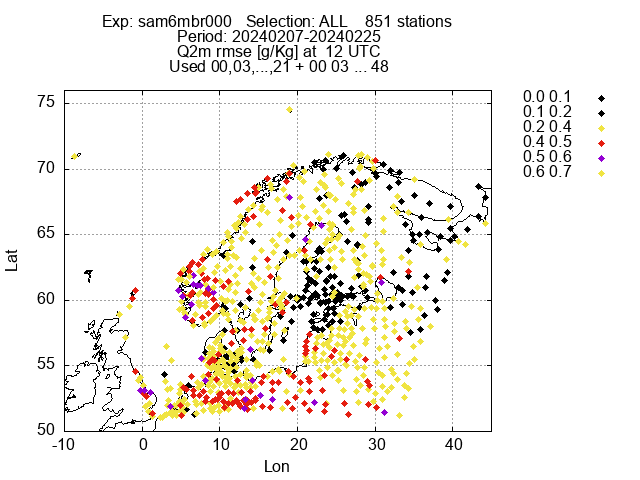 Exp: sam6mbr000 Selection: ALL 851 stations
Period: 20240207-20240225
Q2m rmse [g/Kg] at 12 UTC
Used 00,03,...,21 + 00 03 ... 48
0.0 0.1
0.1 0.2
0.2 0.4
0.4 0.5
0.5 0.6
0.6 0.7
75
70
65
60
55
50
Lat
-10 0 10 20 30 40
Lon